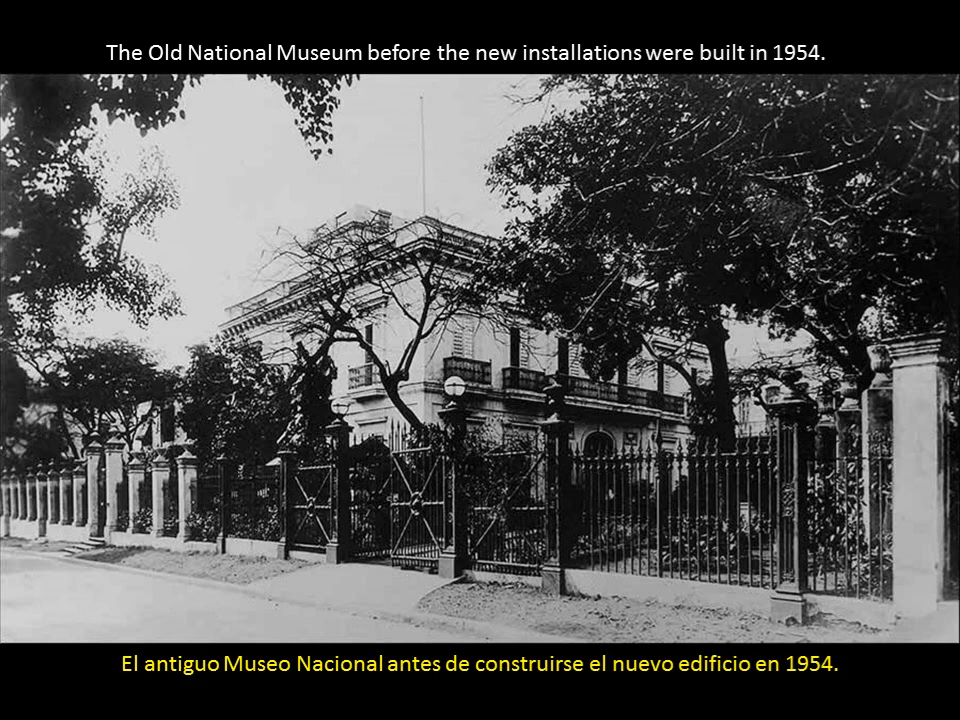 The Old National Museum before the new installations were built in 1954.
El antiguo Museo Nacional antes de construirse el nuevo edificio en 1954.